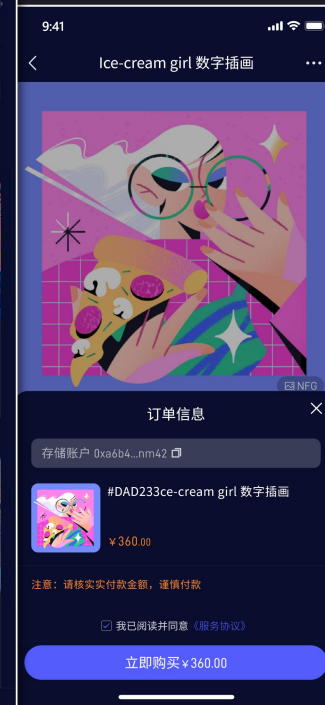 9:41
Ice-cream girl 数字插画
NFG
订单信息
存储账户 0xa6b4...nm42
#DAD233ce-cream girl 数字插画
￥360.00
注意：请核实实付款金额，谨慎付款
我已阅读并同意《服务协议》
立即购买￥360.00